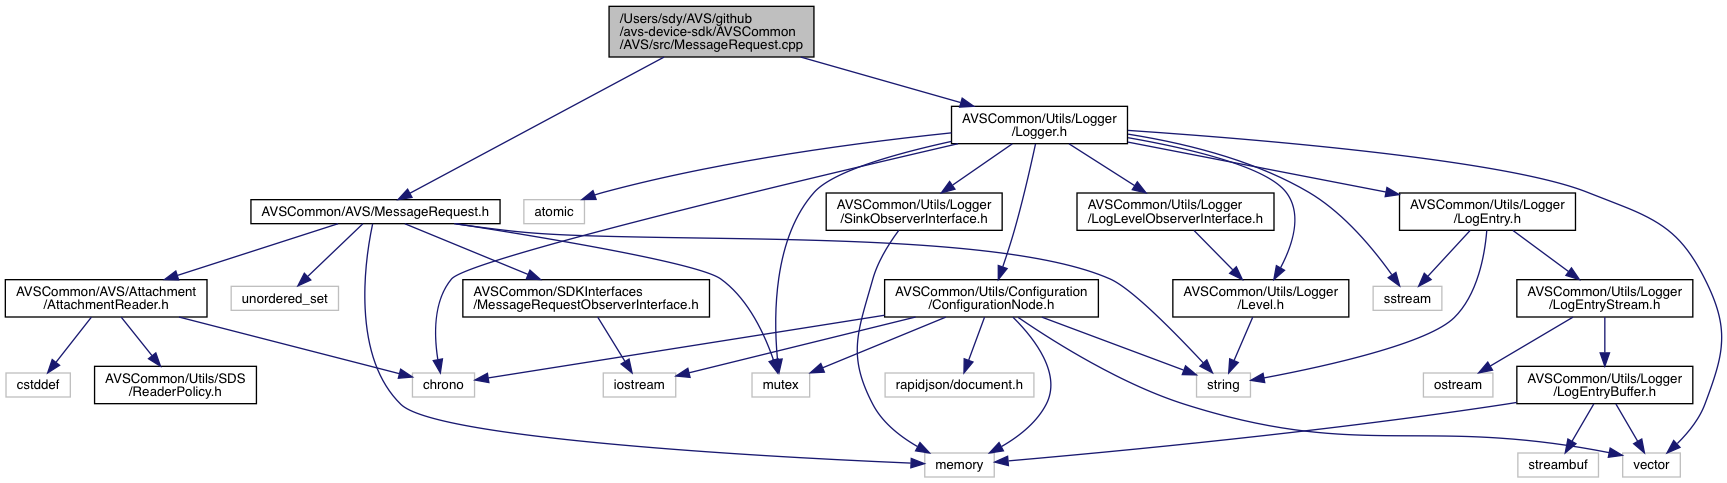 /Users/sdy/AVS/github
/avs-device-sdk/AVSCommon
/AVS/src/MessageRequest.cpp
AVSCommon/Utils/Logger
/Logger.h
AVSCommon/AVS/MessageRequest.h
atomic
AVSCommon/Utils/Logger
/SinkObserverInterface.h
AVSCommon/Utils/Logger
/LogLevelObserverInterface.h
AVSCommon/Utils/Logger
/LogEntry.h
AVSCommon/AVS/Attachment
/AttachmentReader.h
unordered_set
AVSCommon/SDKInterfaces
/MessageRequestObserverInterface.h
AVSCommon/Utils/Configuration
/ConfigurationNode.h
AVSCommon/Utils/Logger
/Level.h
sstream
AVSCommon/Utils/Logger
/LogEntryStream.h
cstddef
AVSCommon/Utils/SDS
/ReaderPolicy.h
chrono
iostream
mutex
rapidjson/document.h
string
ostream
AVSCommon/Utils/Logger
/LogEntryBuffer.h
memory
streambuf
vector